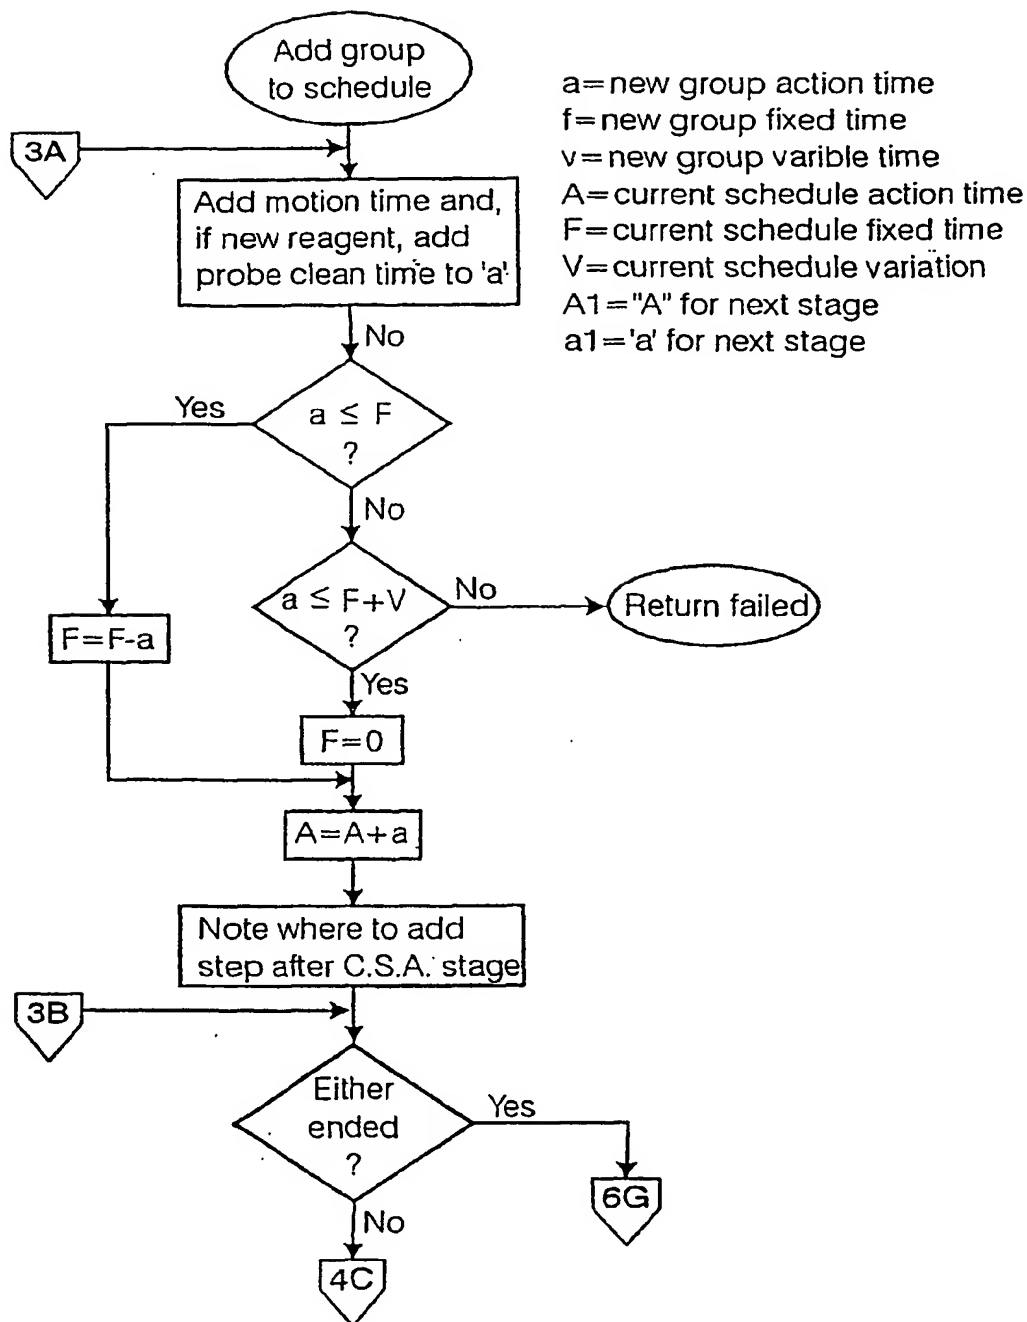 Add group
to schedule
a=new group action time
f=new group fixed time
v=new group varible time
A=current schedule action time
F=current schedule fixed time
V=current schedule variation
A1="A" for next stage
a1='a' for next stage
3A
Add motion time and,
if new reagent, add
probe clean time to 'a'
No
Yes
a ≤ F
?
No
a ≤ F+V
?
No
Return failed
F=F-a
Yes
F=0
A=A+a
Note where to add
step after C.S.A. stage
3B
Either
ended
?
Yes
6G
No
4C